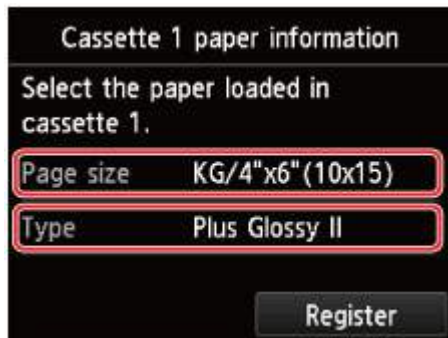 Cassette 1 paper information
Select the paper loaded in
cassette 1.
Page size KG/4"x6"(10x15)
Type Plus Glossy II
Register